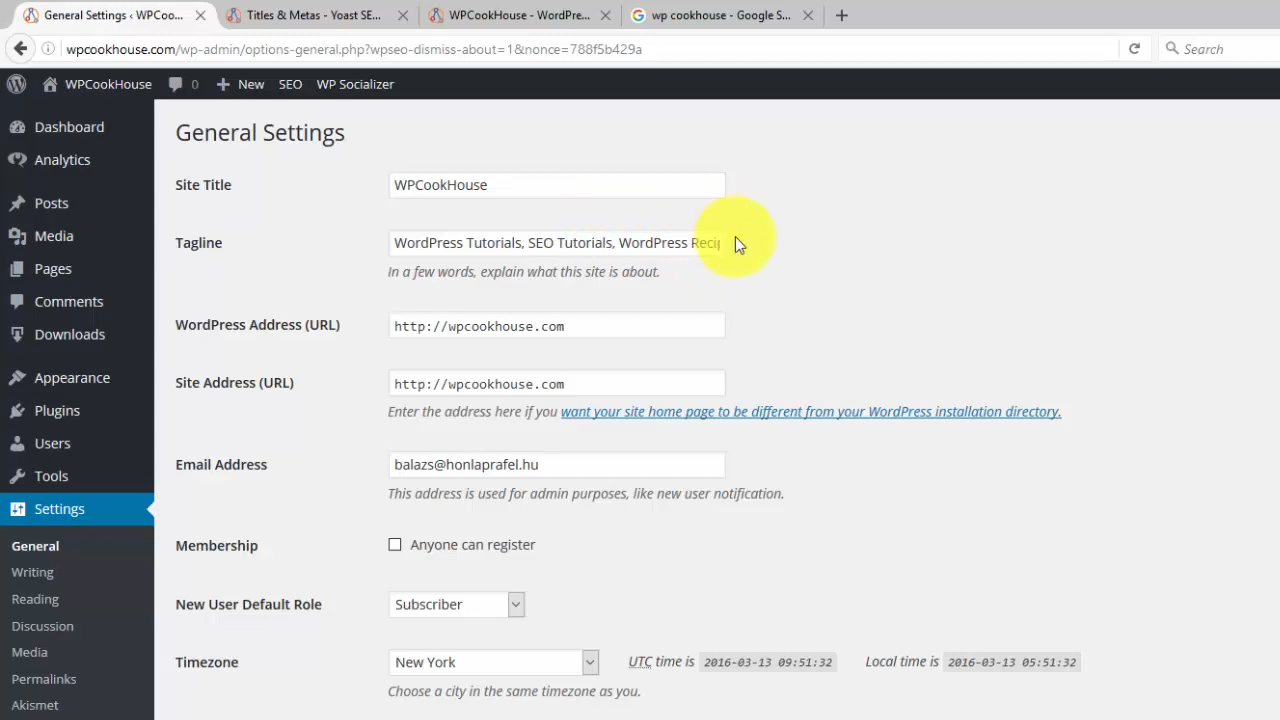 General Settings ‹ WPCoo...
Titles & Metas - Yoast SE...
WPCookHouse - WordPre...
wp cookhouse - Google S...
wpcookhouse.com/wp-admin/options-general.php?wpseo-dismiss-about=1&nonce=788f5b429a
Search
WPCookHouse
0
New
SEO
WP Socializer
Dashboard
Analytics
Posts
Media
Pages
Comments
Downloads
Appearance
Plugins
Users
Tools
Settings
General
Writing
Reading
Discussion
Media
Permalinks
Akismet
General Settings
Site Title
WPCookHouse
Tagline
WordPress Tutorials, SEO Tutorials, WordPress Recip
In a few words, explain what this site is about.
WordPress Address (URL)
http://wpcookhouse.com
Site Address (URL)
http://wpcookhouse.com
Enter the address here if you want your site home page to be different from your WordPress installation directory.
Email Address
balazs@honlaprafel.hu
This address is used for admin purposes, like new user notification.
Membership
Anyone can register
New User Default Role
Subscriber
Timezone
New York
UTC time is 2016-03-13 09:51:32
Local time is 2016-03-13 05:51:32
Choose a city in the same timezone as you.